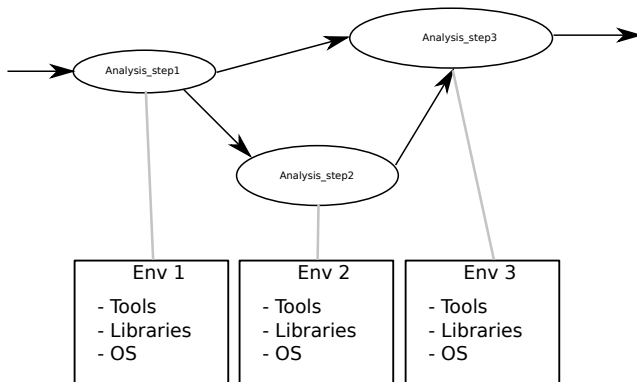 Analysis_step1
Analysis_step3
Analysis_step2
Env 1
- Tools
- Libraries
- OS
Env 2
- Tools
- Libraries
- OS
Env 3
- Tools
- Libraries
- OS